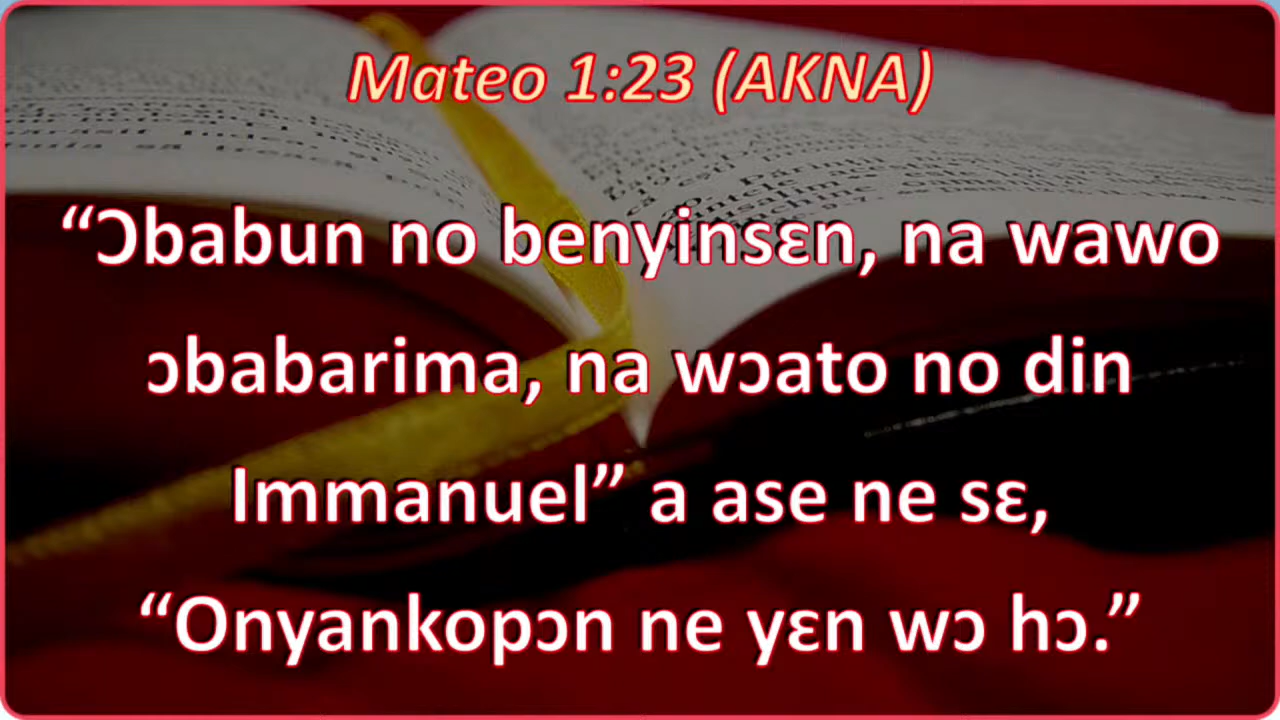 Mateo 1:23 (AKNA)
“Ɔbabun no benyinsɛn, na wawo
ɔbabarima, na wɔato no din
Immanuel” a ase ne sɛ,
“Onyankopɔn ne yɛn wɔ hɔ.”